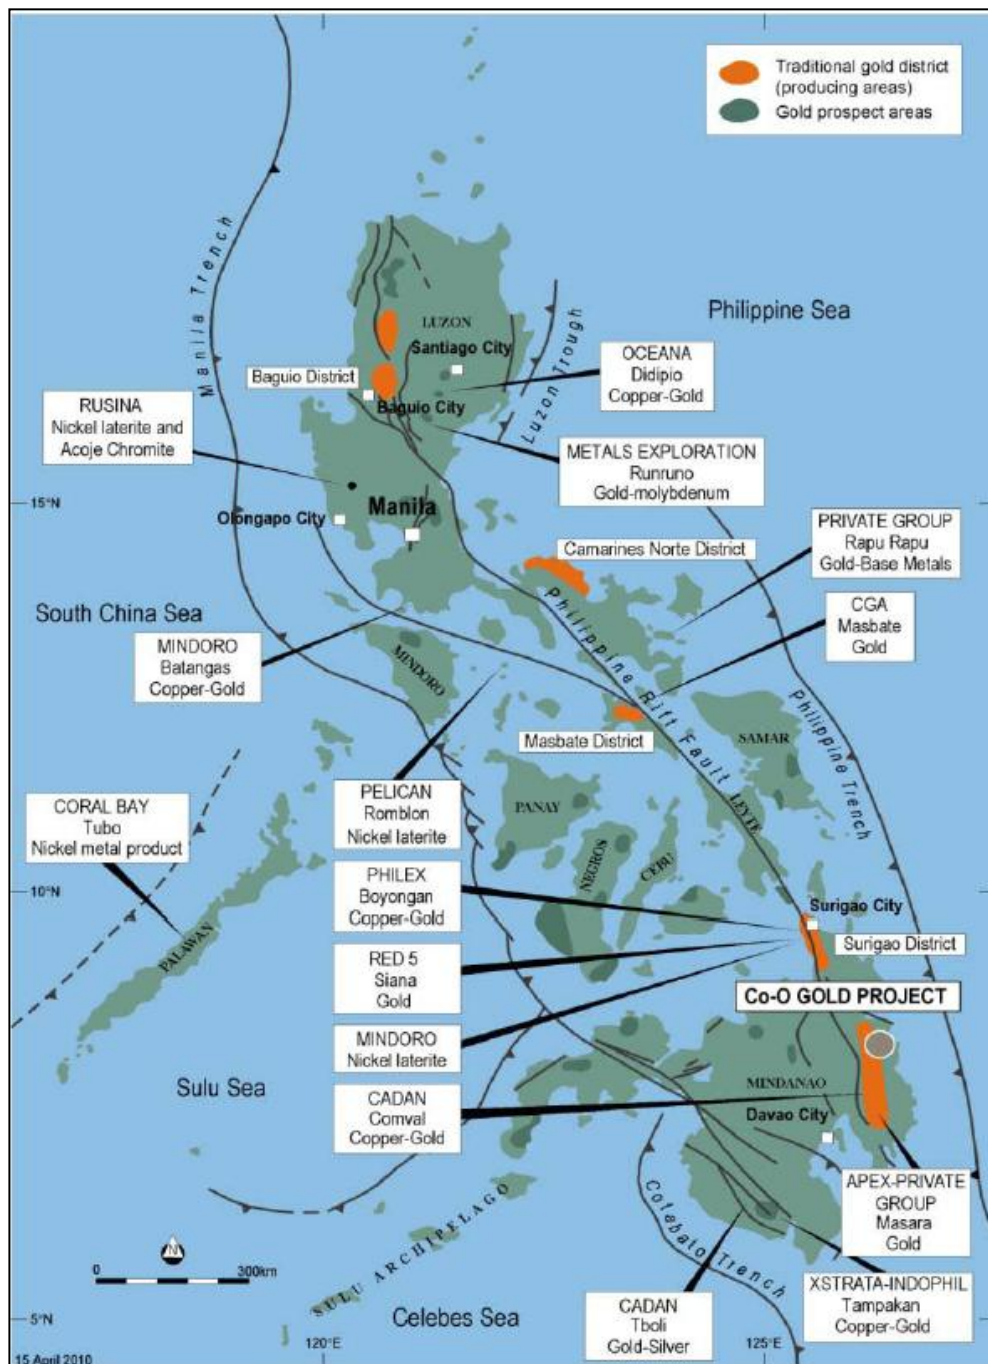 Traditional gold district
(producing areas)
Gold prospect areas
Manila Trench
Philippine Sea
LUZON
Santiago City
Luzon Trough
OCEANA
Didipio
Copper-Gold
Baguio District
Baguio City
RUSINA
Nickel laterite and
Acoje Chromite
METALS EXPLORATION
Runruno
Gold-molybdenum
15°N
Manila
Olongapo City
PRIVATE GROUP
Rapu Rapu
Gold-Base Metals
Camarines Norte District
South China Sea
CGA
Masbate
Gold
MINDORO
Batangas
Copper-Gold
MINDORO
Philippine Rift Fault
Philippine Trench
Masbate District
SAMAR
CORAL BAY
Tubo
Nickel metal product
PELICAN
Romblon
Nickel laterite
PANAY
LEYTE
NEGROS
CEBU
PHILEX
Boyongan
Copper-Gold
10°N
Surigao City
PALAWAN
Surigao District
RED 5
Siana
Gold
Co-O GOLD PROJECT
MINDORO
Nickel laterite
Sulu Sea
MINDANAO
CADAN
Comval
Copper-Gold
Davao City
APEX-PRIVATE
GROUP
Masara
Gold
SULU ARCHIPELAGO
Cotabato Trench
N
0 300km
XSTRATA-INDOPHIL
Tampakan
Copper-Gold
CADAN
Tboli
Gold-Silver
Celebes Sea
5°N
120°E
125°E
15 April 2010